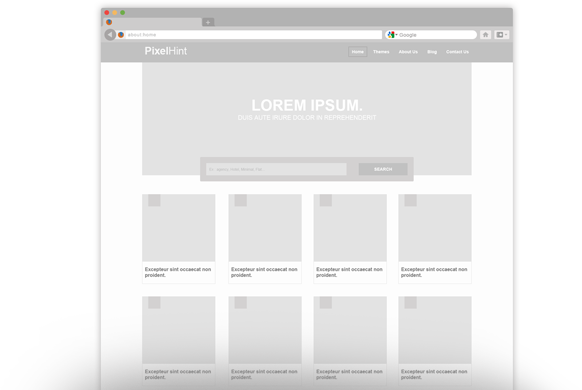 about:home
Google
PixelHint
Home Themes About Us Blog Contact Us
LOREM IPSUM.
DUIS AUTE IRURE DOLOR IN REPREHENDERIT
SEARCH
Excepteur sint occaecat non
proident.
Excepteur sint occaecat non
proident.
Excepteur sint occaecat non
proident.
Excepteur sint occaecat non
proident.
Excepteur sint occaecat non
proident.
Excepteur sint occaecat non
proident.
Excepteur sint occaecat non
proident.
Excepteur sint occaecat non
proident.